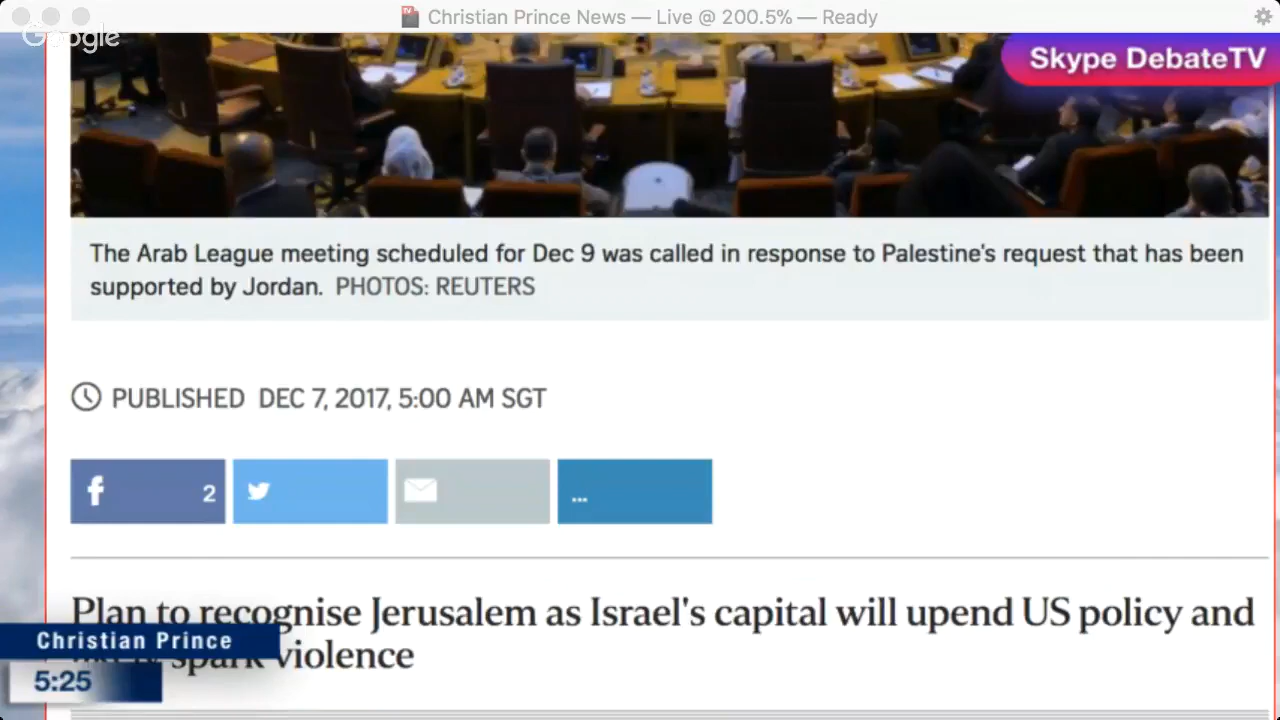 Christian Prince News — Live @ 200.5% — Ready
Google
Skype DebateTV
The Arab League meeting scheduled for Dec 9 was called in response to Palestine's request that has been
supported by Jordan. PHOTOS: REUTERS
PUBLISHED DEC 7, 2017, 5:00 AM SGT
f 2
...
Plan to recognise Jerusalem as Israel's capital will upend US policy and
spark violence
Christian Prince
5:25